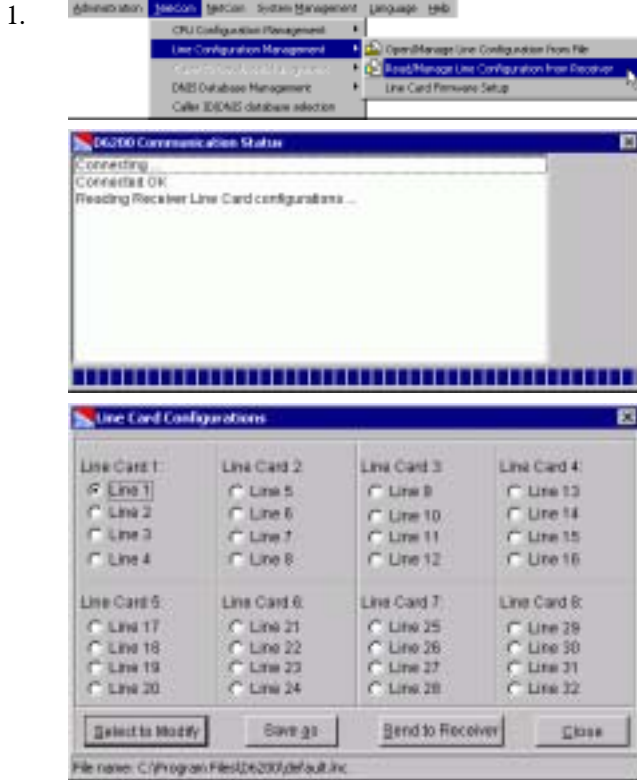 1.
Administration TeleCom NetCom System Management Language Help
CPU Configuration Management
Line Configuration Management
Open/Manage Line Configuration from File
Read/Manage Line Configuration from Receiver
DNIS Database Management
Line Card Firmware Setup
Caller ID/DNIS database selection
D6200 Communication Status
Connecting ...
Connected OK
Reading Receiver Line Card configurations ...
Line Card Configurations
Line Card 1: Line Card 2: Line Card 3: Line Card 4:
Line 1 Line 5 Line 9 Line 13
Line 2 Line 6 Line 10 Line 14
Line 3 Line 7 Line 11 Line 15
Line 4 Line 8 Line 12 Line 16
Line Card 5: Line Card 6: Line Card 7: Line Card 8:
Line 17 Line 21 Line 25 Line 29
Line 18 Line 22 Line 26 Line 30
Line 19 Line 23 Line 27 Line 31
Line 20 Line 24 Line 28 Line 32
Select to Modify Save as Send to Receiver Close
File name: C:\Program Files\D6200\default.lnc